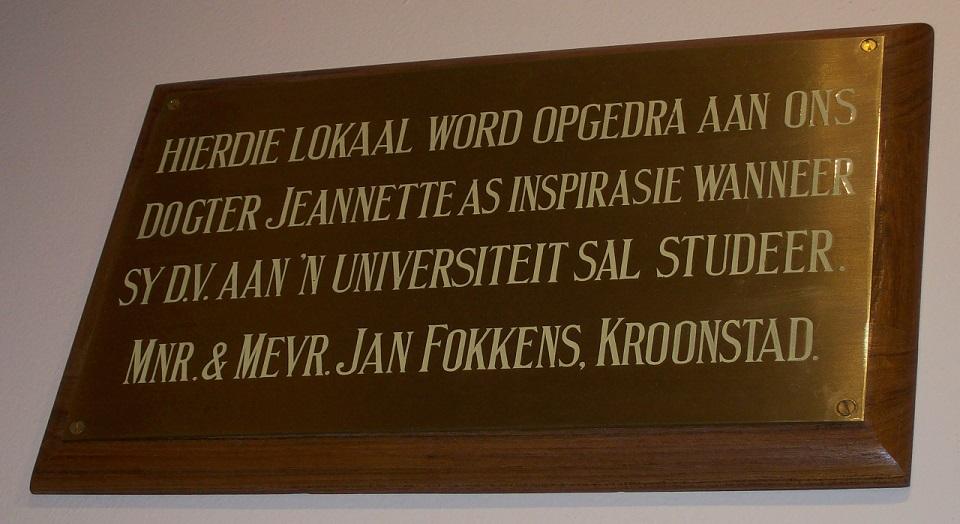 HIERDIE LOKAAL WORD OPGEDRA AAN ONS
DOGTER JEANNETTE AS INSPIRASIE WANNEER
SY D.V. AAN 'N UNIVERSITEIT SAL STUDEER.
MNR. & MEVR. JAN FOKKENS, KROONSTAD.